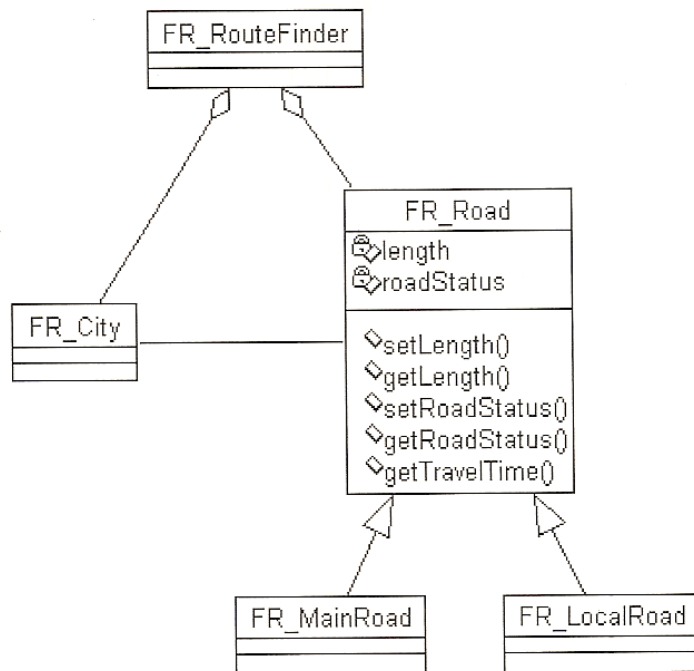 FR_RouteFinder
FR_Road
length
roadStatus
FR_City
setLength()
getLength()
setRoadStatus()
getRoadStatus()
getTravelTime()
FR_MainRoad
FR_LocalRoad